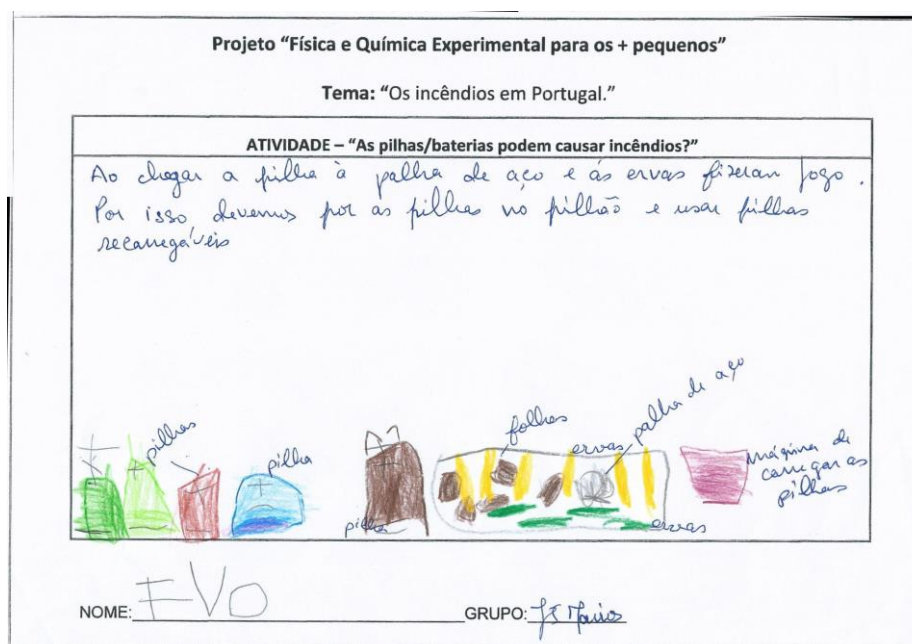 Projeto “Física e Química Experimental para os + pequenos”
Tema: “Os incêndios em Portugal.”
ATIVIDADE – “As pilhas/baterias podem causar incêndios?”
Ao chegar a pilha à palha de aço e ás ervas fizeram fogo.
Por isso devemos por as pilhas no pilhão e usar pilhas
recarregáveis
pilhas
pilha
pilha
folhas
ervas
palha de aço
ervas
máquina de
carregar as
pilhas
NOME: IVO
GRUPO: